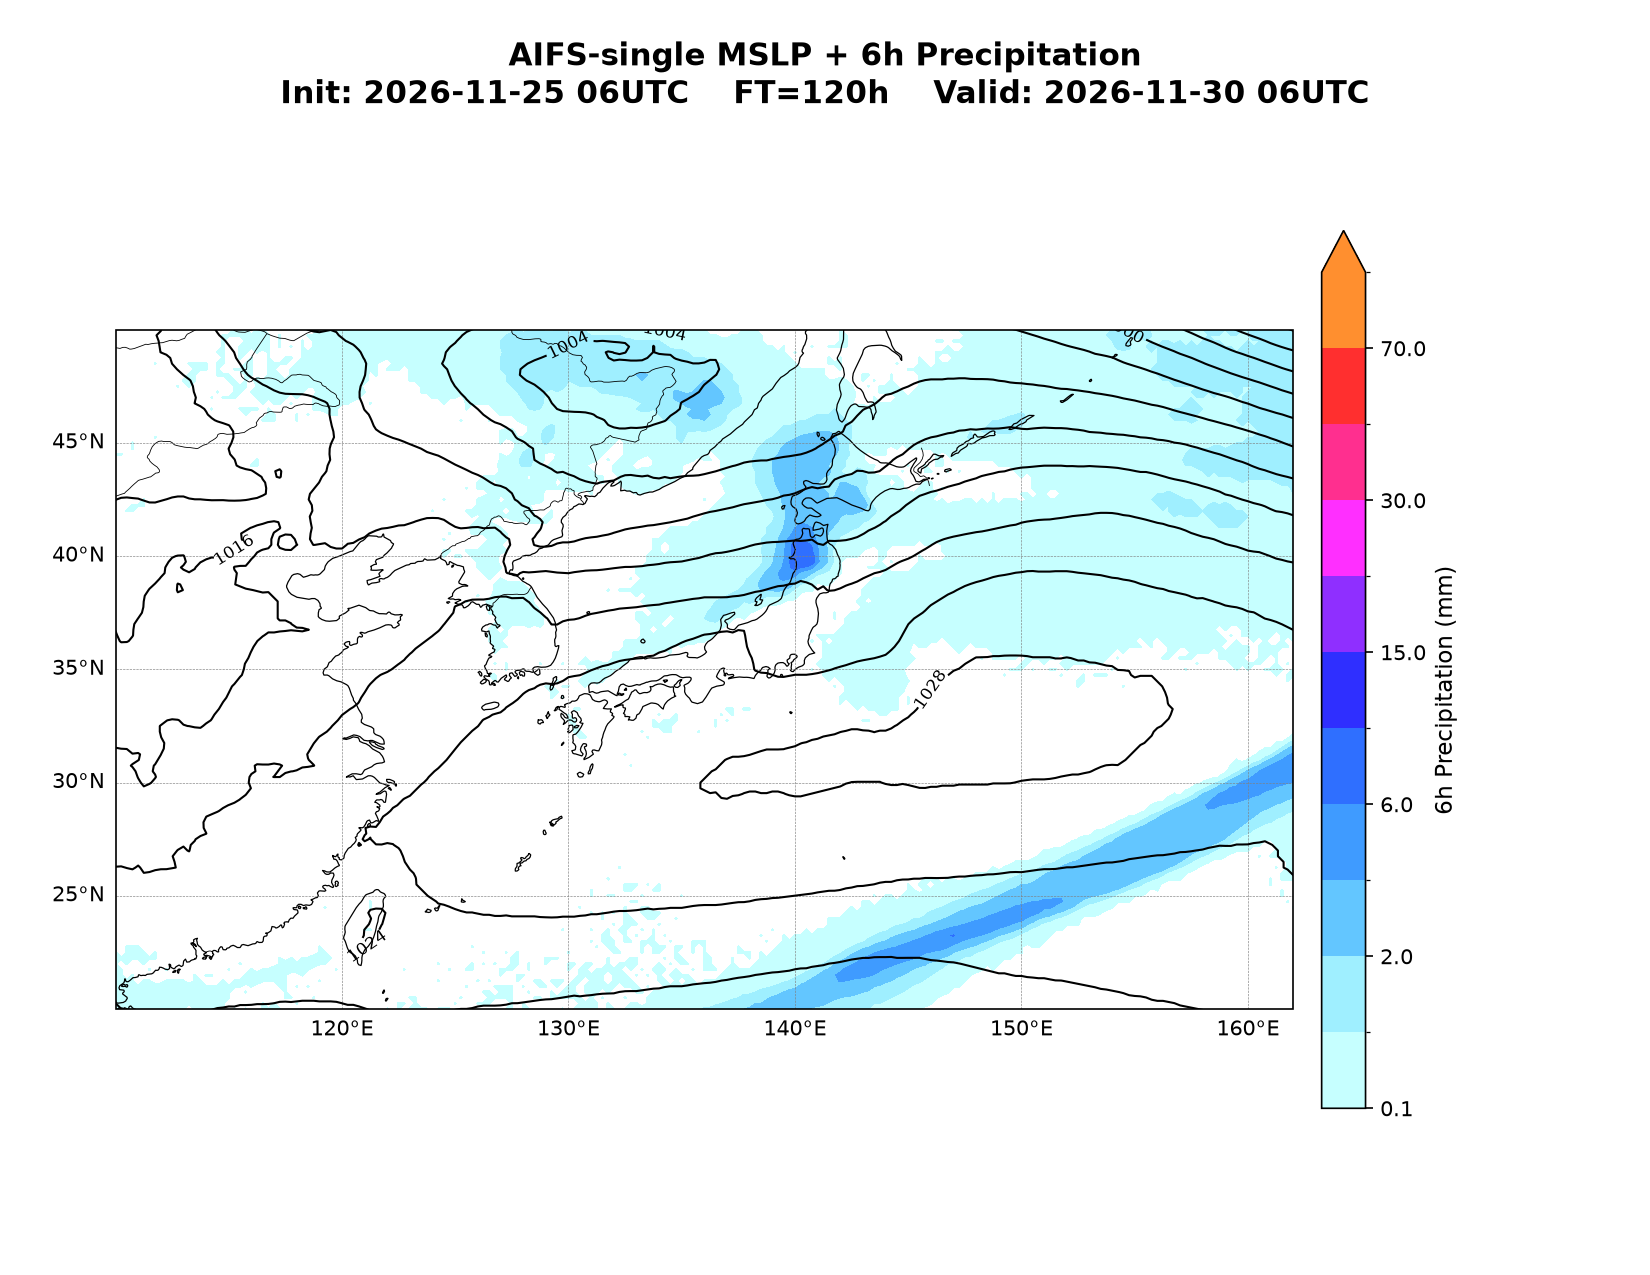 AIFS-single MSLP + 6h Precipitation
Init: 2026-11-25 06UTC    FT=120h    Valid: 2026-11-30 06UTC
1004
1004
1016
1028
45°N
40°N
35°N
30°N
25°N
120°E
130°E
140°E
150°E
160°E
70.0
30.0
15.0
6.0
2.0
0.1
6h Precipitation (mm)